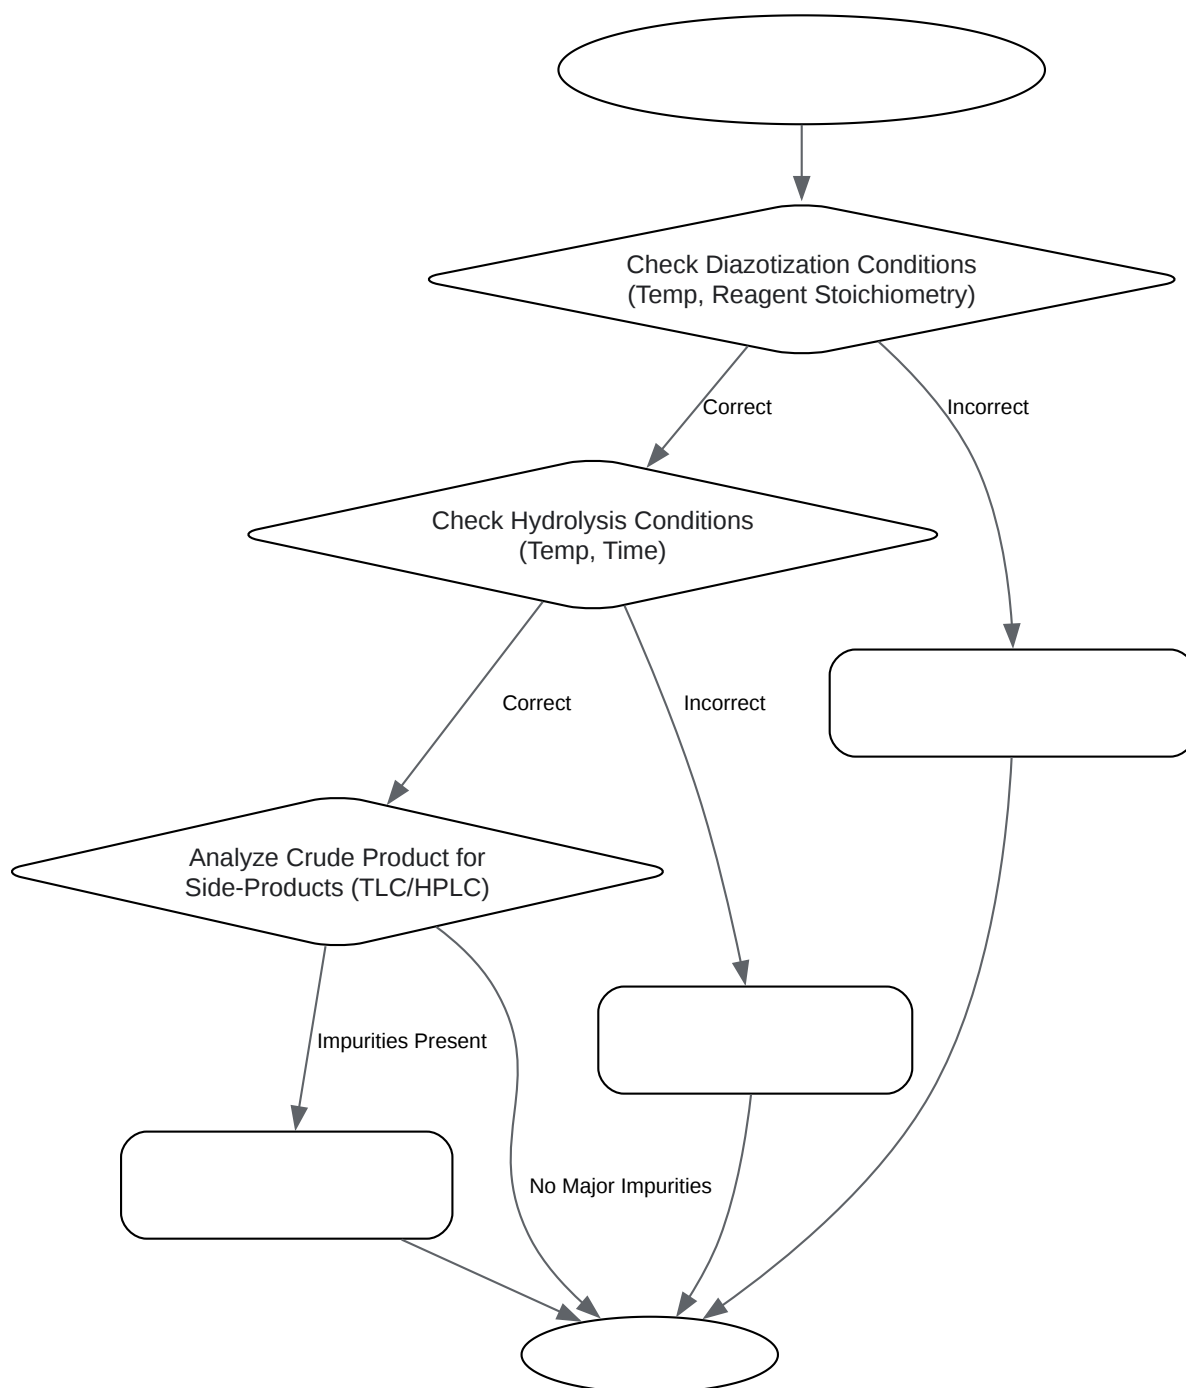 Check Diazotization Conditions
(Temp, Reagent Stoichiometry)
Correct
Incorrect
Check Hydrolysis Conditions
(Temp, Time)
Correct
Incorrect
Analyze Crude Product for
Side-Products (TLC/HPLC)
Impurities Present
No Major Impurities